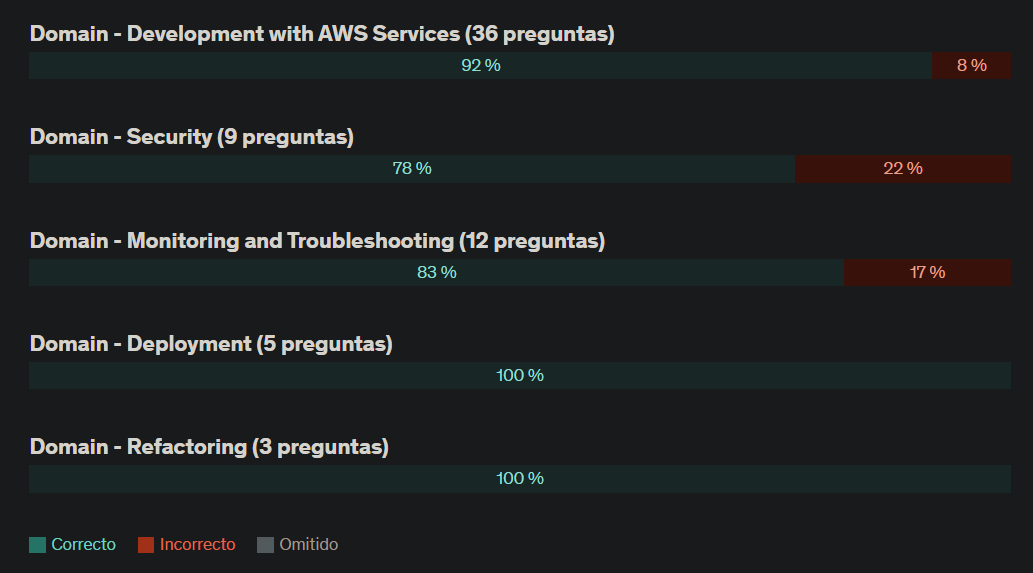 Domain - Development with AWS Services (36 preguntas)
92 % 8 %
Domain - Security (9 preguntas)
78 % 22 %
Domain - Monitoring and Troubleshooting (12 preguntas)
83 % 17 %
Domain - Deployment (5 preguntas)
100 %
Domain - Refactoring (3 preguntas)
100 %
Correcto Incorrecto Omitido